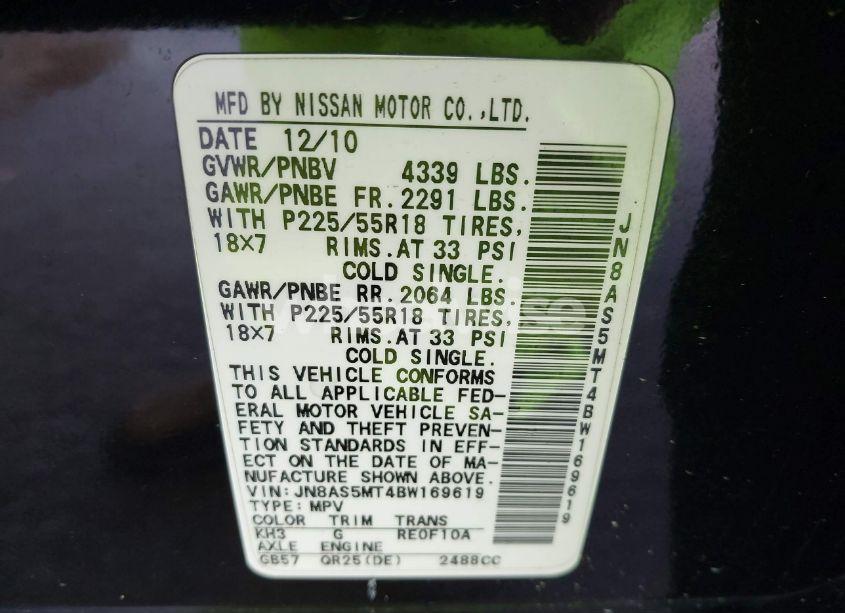 MFD BY NISSAN MOTOR CO.,LTD.
DATE 12/10
GVWR/PNBV 4339 LBS.
GAWR/PNBE FR. 2291 LBS.
WITH P225/55R18 TIRES,
18×7 RIMS.AT 33 PSI
COLD SINGLE.
GAWR/PNBE RR. 2064 LBS.
WITH P225/55R18 TIRES,
18×7 RIMS.AT 33 PSI
COLD SINGLE.
THIS VEHICLE CONFORMS
TO ALL APPLICABLE FED-
ERAL MOTOR VEHICLE SA-
FETY AND THEFT PREVEN-
TION STANDARDS IN EFF-
ECT ON THE DATE OF MA-
NUFACTURE SHOWN ABOVE.
VIN:JN8AS5MT4BW169619
TYPE:MPV
COLOR TRIM TRANS
KH3 G RE0F10A
AXLE ENGINE
GB57 QR25(DE) 2488CC
JN8AS5MT4BW169619